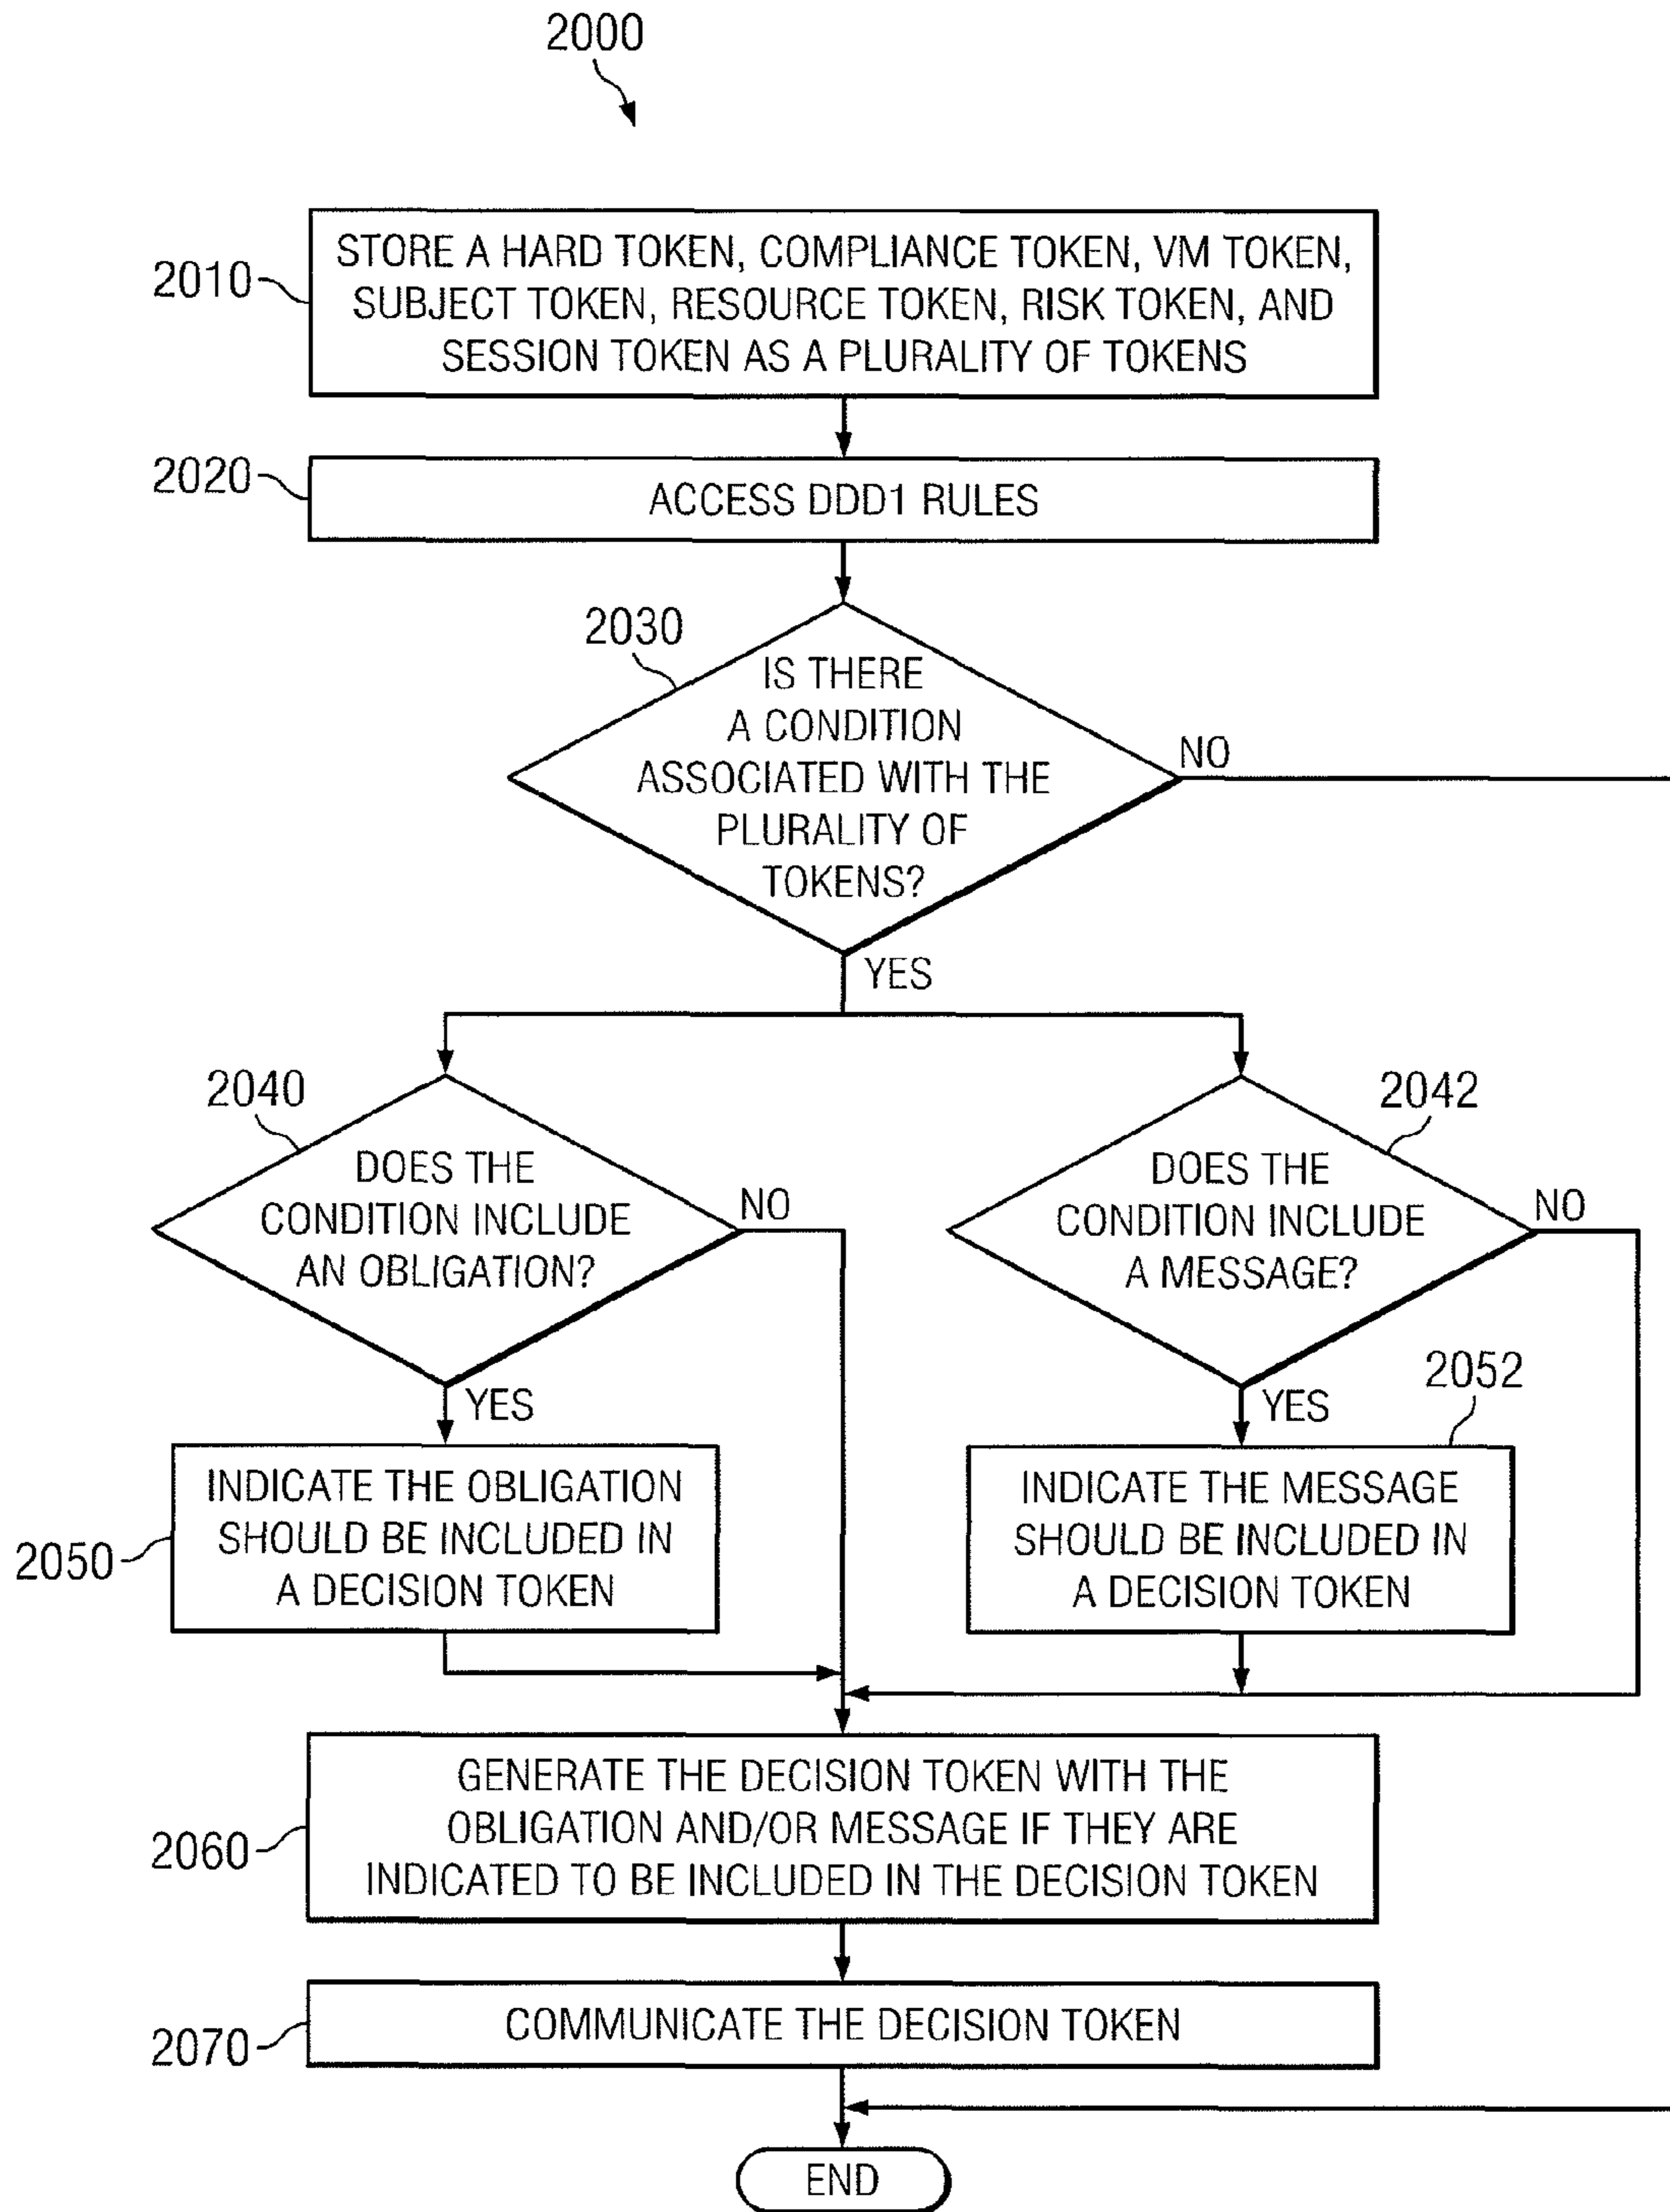 2000
2010
STORE A HARD TOKEN, COMPLIANCE TOKEN, VM TOKEN,
SUBJECT TOKEN, RESOURCE TOKEN, RISK TOKEN, AND
SESSION TOKEN AS A PLURALITY OF TOKENS
2020
ACCESS DDD1 RULES
2030
IS THERE
A CONDITION
ASSOCIATED WITH THE
PLURALITY OF
TOKENS?
NO
YES
2040
DOES THE
CONDITION INCLUDE
AN OBLIGATION?
NO
YES
2042
DOES THE
CONDITION INCLUDE
A MESSAGE?
NO
YES
2050
INDICATE THE OBLIGATION
SHOULD BE INCLUDED IN
A DECISION TOKEN
2052
INDICATE THE MESSAGE
SHOULD BE INCLUDED IN
A DECISION TOKEN
2060
GENERATE THE DECISION TOKEN WITH THE
OBLIGATION AND/OR MESSAGE IF THEY ARE
INDICATED TO BE INCLUDED IN THE DECISION TOKEN
2070
COMMUNICATE THE DECISION TOKEN
END